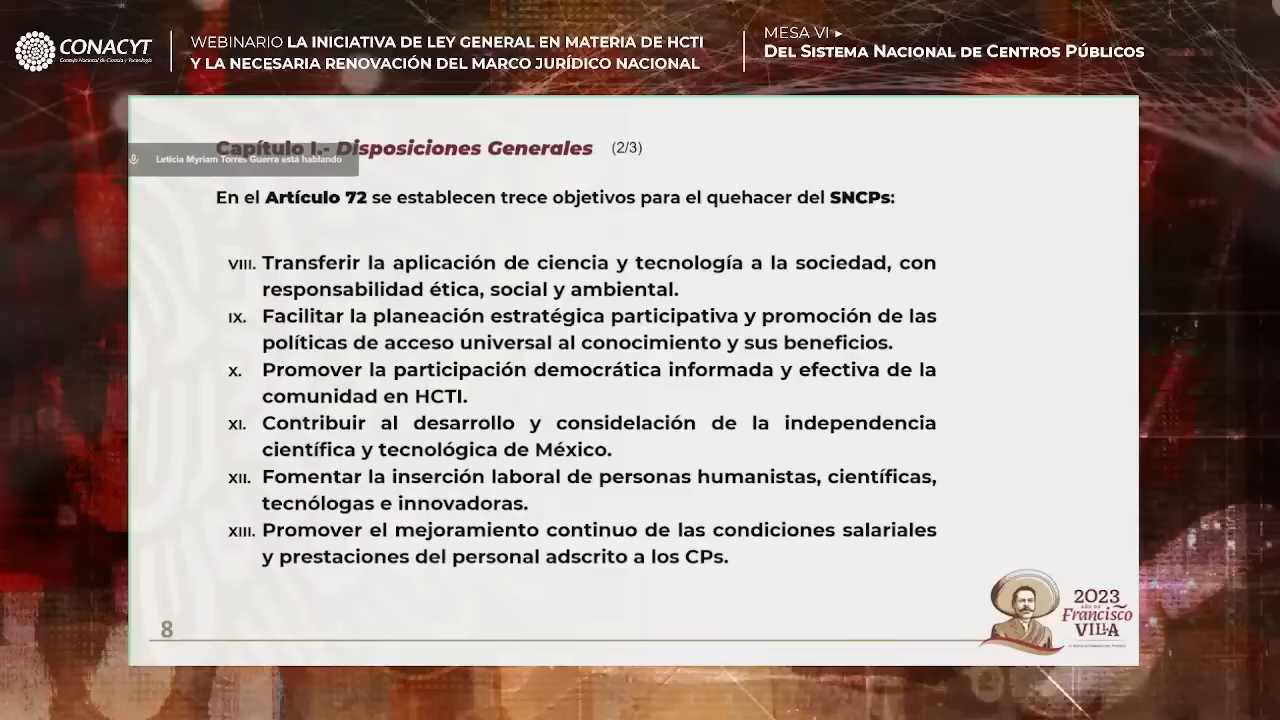 CONACYT
Consejo Nacional de Ciencia y Tecnología
WEBINARIO LA INICIATIVA DE LEY GENERAL EN MATERIA DE HCTI
Y LA NECESARIA RENOVACIÓN DEL MARCO JURÍDICO NACIONAL
MESA VI ▸
DEL SISTEMA NACIONAL DE CENTROS PÚBLICOS
Capítulo I.- Disposiciones Generales (2/3)
Leticia Myriam Torres Guerra está hablando
En el Artículo 72 se establecen trece objetivos para el quehacer del SNCPs:
VIII. Transferir la aplicación de ciencia y tecnología a la sociedad, con
responsabilidad ética, social y ambiental.
IX. Facilitar la planeación estratégica participativa y promoción de las
políticas de acceso universal al conocimiento y sus beneficios.
X. Promover la participación democrática informada y efectiva de la
comunidad en HCTI.
XI. Contribuir al desarrollo y considelación de la independencia
científica y tecnológica de México.
XII. Fomentar la inserción laboral de personas humanistas, científicas,
tecnólogas e innovadoras.
XIII. Promover el mejoramiento continuo de las condiciones salariales
y prestaciones del personal adscrito a los CPs.
8
2023
AÑO DE
Francisco
VILLA